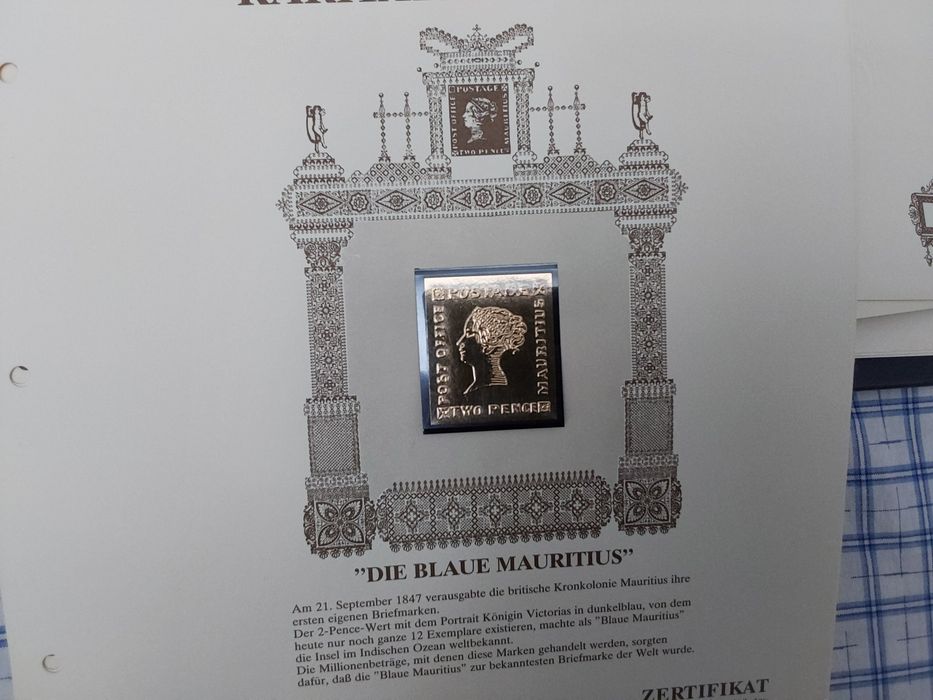 POSTAGE
POST OFFICE
MAURITIUS
TWO PENCE
POSTAGE
POST OFFICE
MAURITIUS
TWO PENCE
"DIE BLAUE MAURITIUS"
Am 21. September 1847 verausgabte die britische Kronkolonie Mauritius ihre
ersten eigenen Briefmarken.
Der 2-Pence-Wert mit dem Portrait Königin Victorias in dunkelblau, von dem
heute nur noch ganze 12 Exemplare existieren, machte als "Blaue Mauritius"
die Insel im Indischen Ozean weltbekannt.
Die Millionenbeträge, mit denen diese Marken gehandelt werden, sorgten
dafür, daß die "Blaue Mauritius" zur bekanntesten Briefmarke der Welt wurde.
ZERTIFIKAT